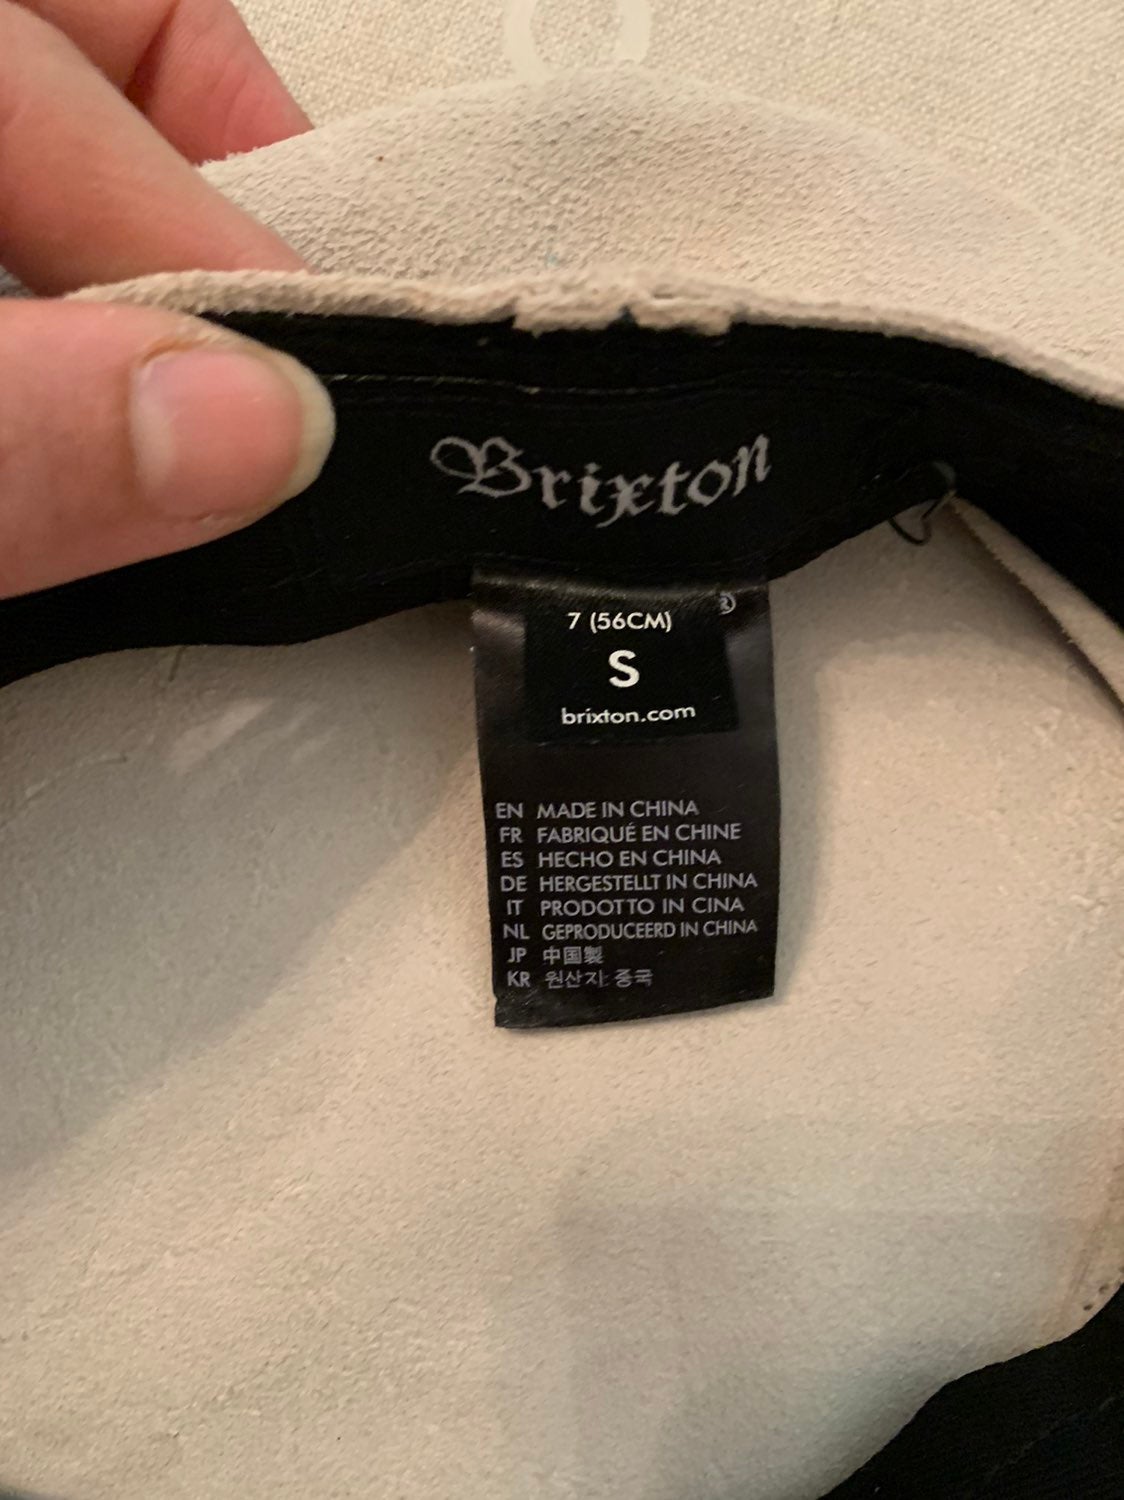 Brixton
®
7 (56CM)
S
brixton.com
EN MADE IN CHINA
FR FABRIQUÉ EN CHINE
ES HECHO EN CHINA
DE HERGESTELLT IN CHINA
IT PRODOTTO IN CINA
NL GEPRODUCEERD IN CHINA
JP 中国製
KR 원산지: 중국